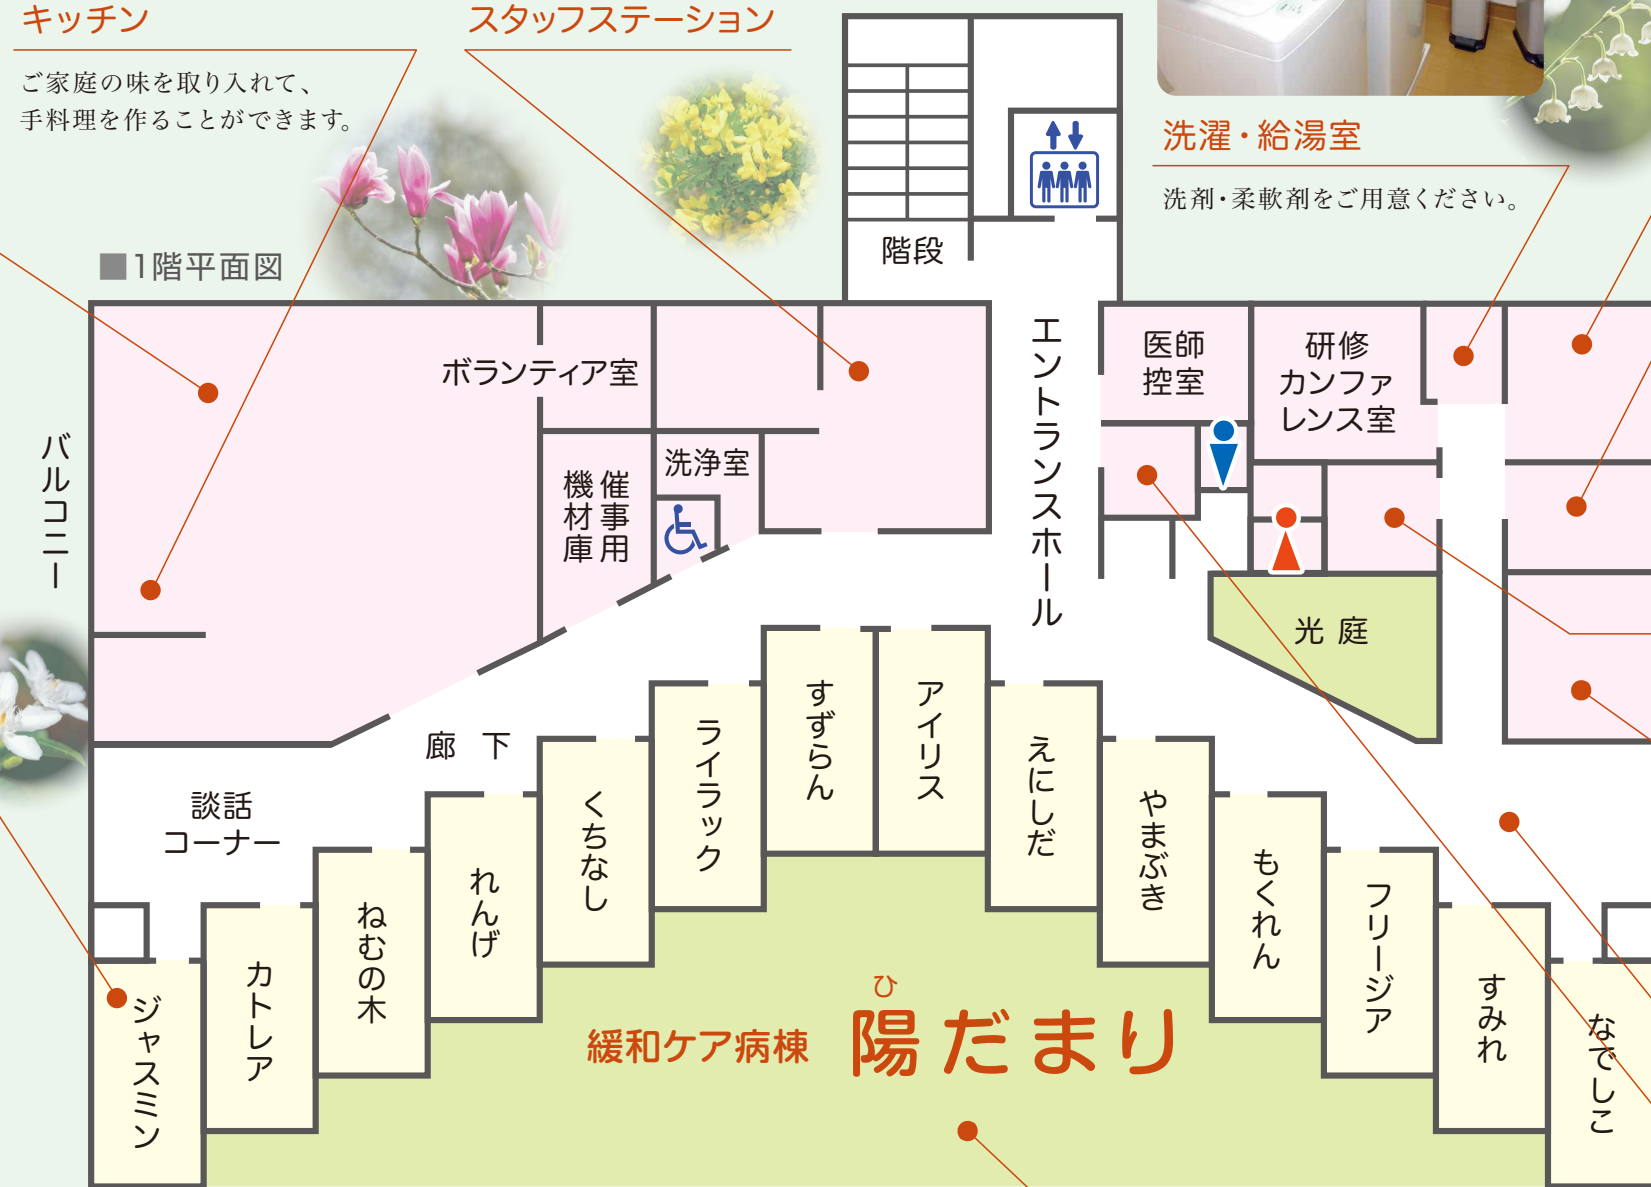 キッチン
ご家庭の味を取り入れて、
手料理を作ることができます。
スタッフステーション
洗濯・給湯室
洗剤・柔軟剤をご用意ください。
■1階平面図
階段
エントランスホール
ボランティア室
医師
控室
研修
カンファ
レンス室
バルコニー
催事用
機材庫
洗浄室
光庭
廊下
談話
コーナー
ジャスミン
カトレア
ねむの木
れんげ
くちなし
ライラック
すずらん
アイリス
えにしだ
やまぶき
もくれん
フリージア
すみれ
なでしこ
ひ
緩和ケア病棟 陽だまり